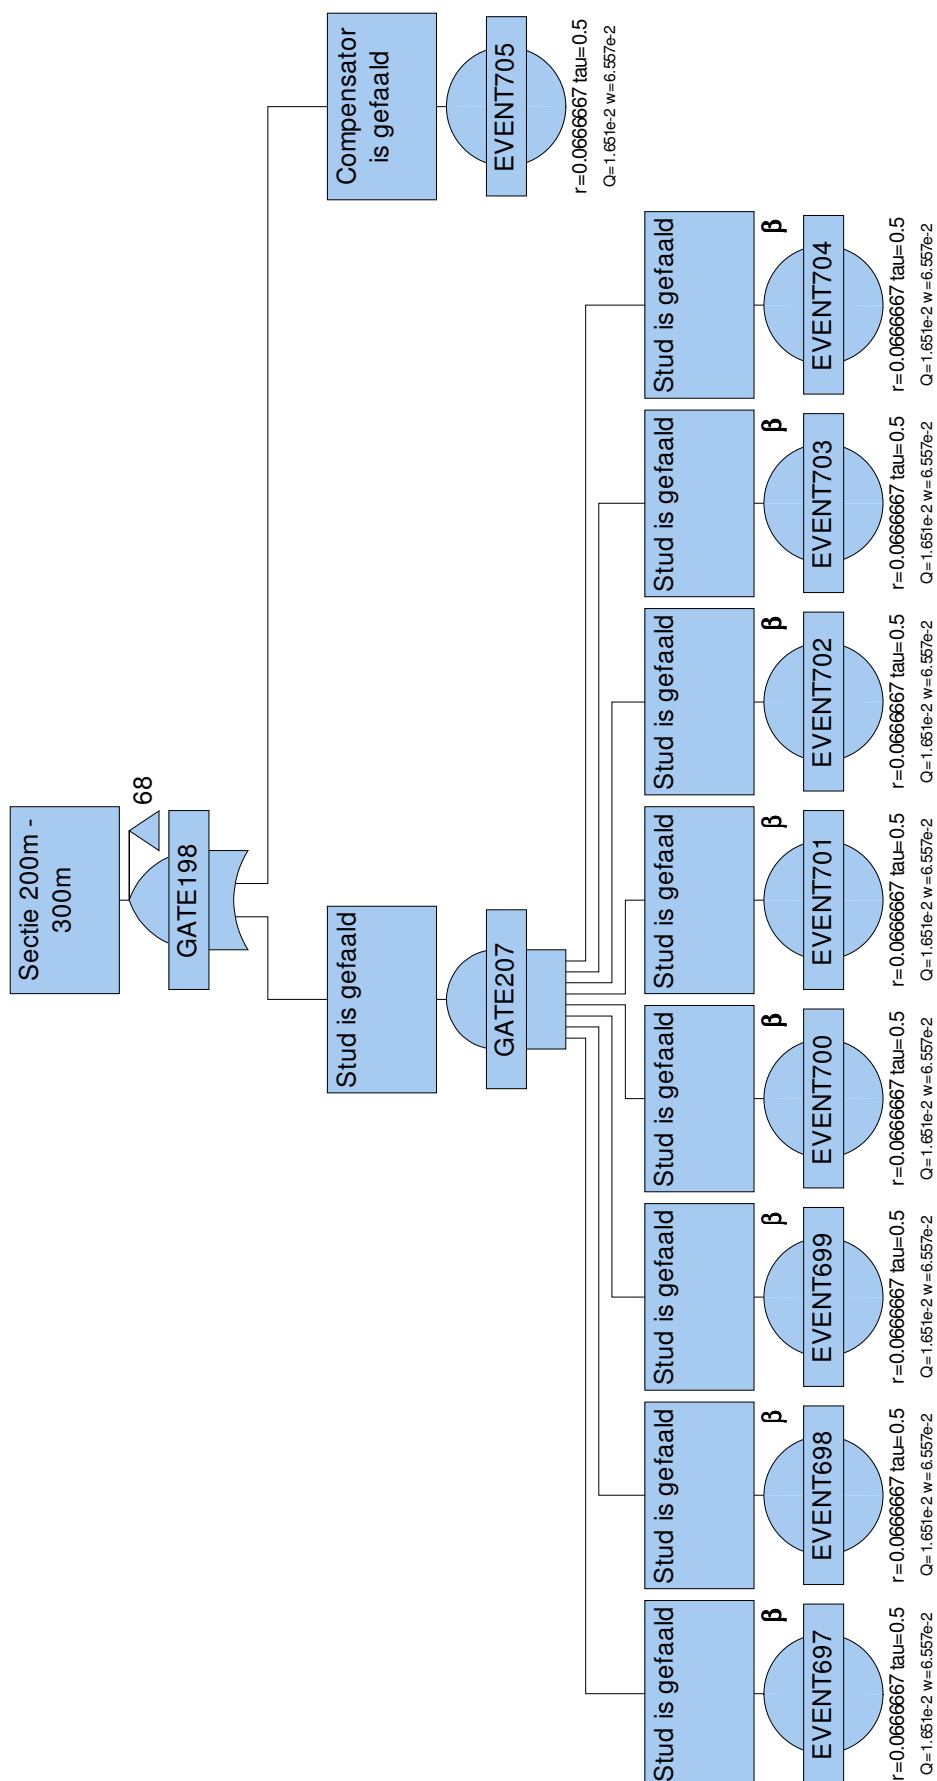 Sectie 200m -
300m
68
GATE198
Stud is gefaald
GATE207
Compensator
is gefaald
EVENT705
r=0.0666667 tau=0.5
Q=1.651e-2 w=6.557e-2
Stud is gefaald
β
EVENT697
r=0.0666667 tau=0.5
Q=1.651e-2 w=6.557e-2
Stud is gefaald
β
EVENT698
r=0.0666667 tau=0.5
Q=1.651e-2 w=6.557e-2
Stud is gefaald
β
EVENT699
r=0.0666667 tau=0.5
Q=1.651e-2 w=6.557e-2
Stud is gefaald
β
EVENT700
r=0.0666667 tau=0.5
Q=1.651e-2 w=6.557e-2
Stud is gefaald
β
EVENT701
r=0.0666667 tau=0.5
Q=1.651e-2 w=6.557e-2
Stud is gefaald
β
EVENT702
r=0.0666667 tau=0.5
Q=1.651e-2 w=6.557e-2
Stud is gefaald
β
EVENT703
r=0.0666667 tau=0.5
Q=1.651e-2 w=6.557e-2
Stud is gefaald
β
EVENT704
r=0.0666667 tau=0.5
Q=1.651e-2 w=6.557e-2